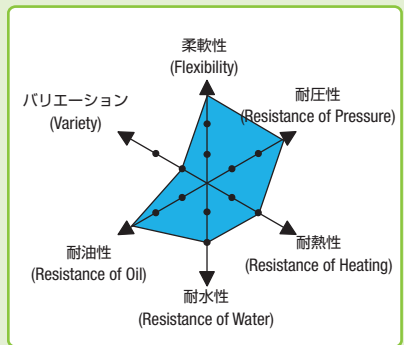 柔軟性
(Flexibility)
バリエーション
(Variety)
耐圧性
(Resistance of Pressure)
耐油性
(Resistance of Oil)
耐熱性
(Resistance of Heating)
耐水性
(Resistance of Water)